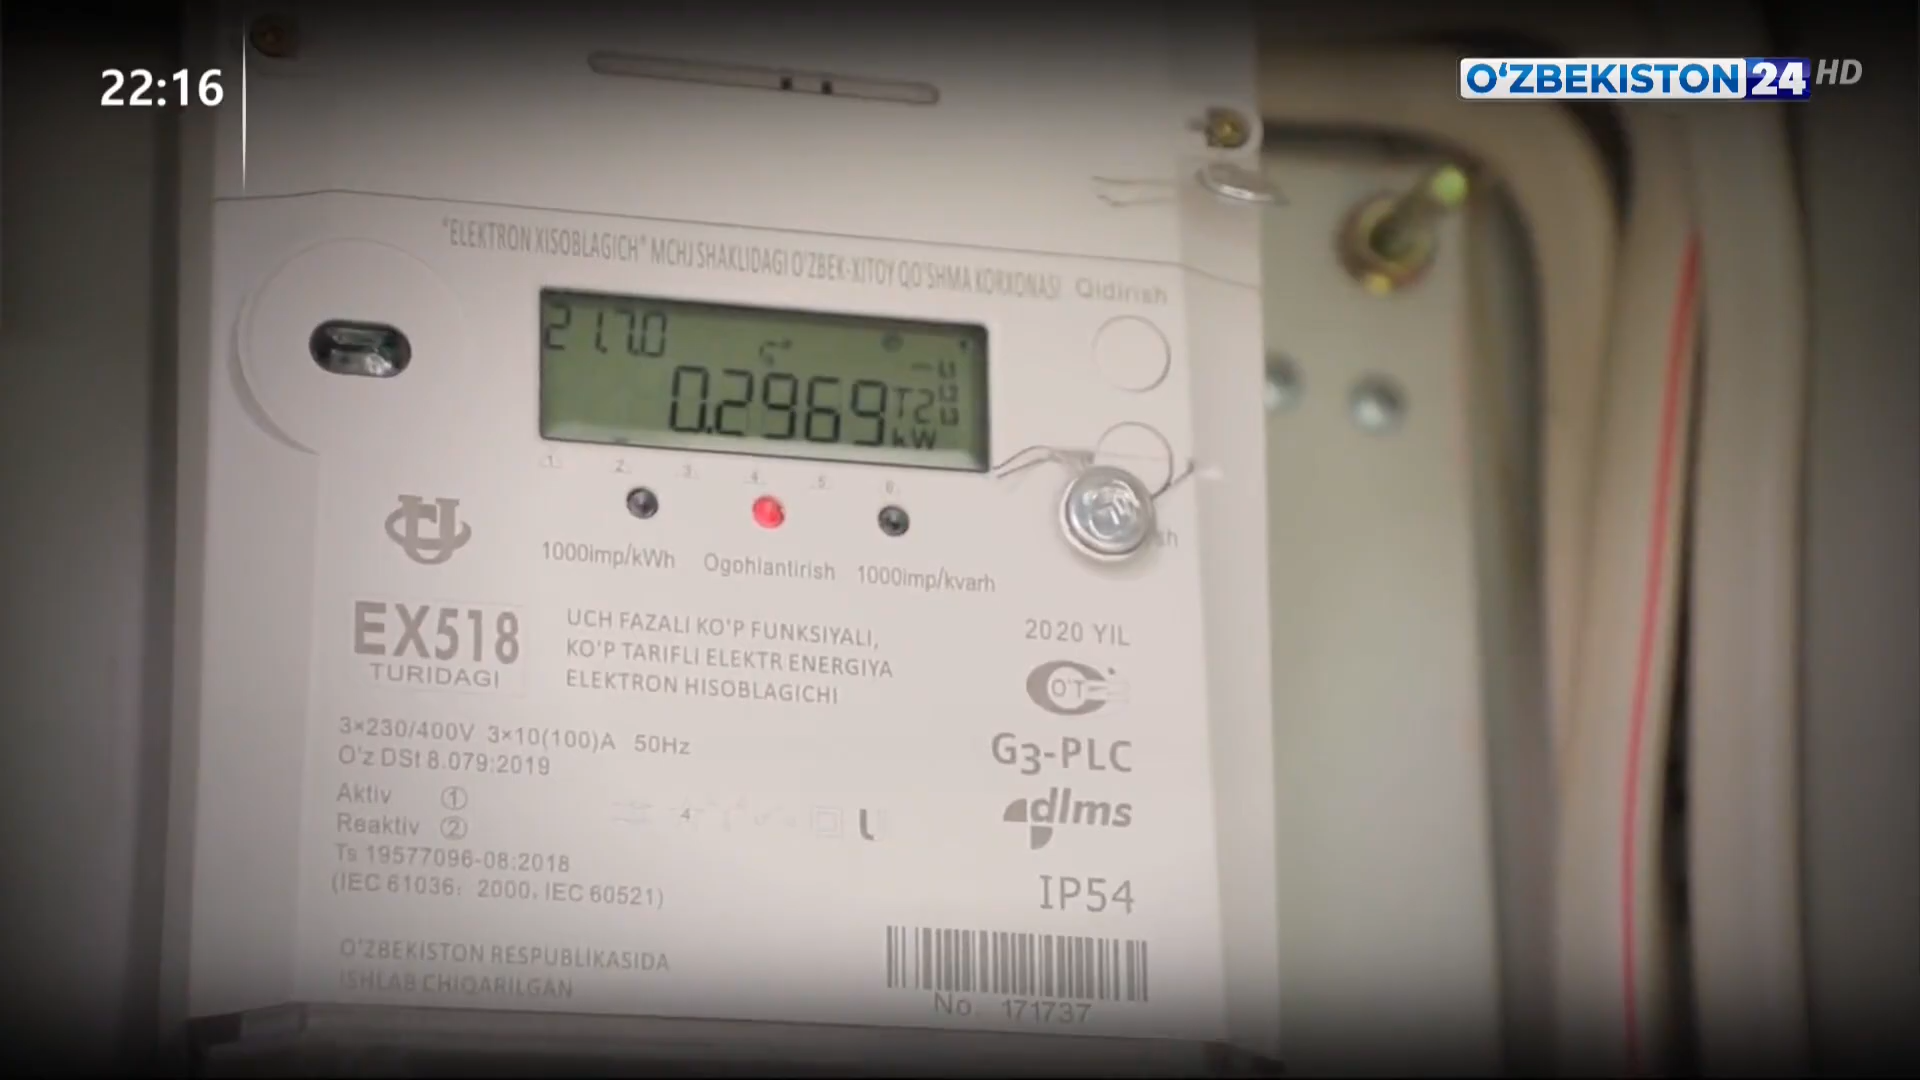 22:16
O‘ZBEKISTON 24 HD
"ELEKTRON XISOBLAGICH" MCHJ SHAKLIDAGI O'ZBEK-XITOY QO'SHMA KORXONASI
Qidirish
21.7.0
0.2969 T2 kW
L1
L2
L3
1 2 3 4 5 6
1000imp/kWh Ogohlantirish 1000imp/kvarh
EX518
TURIDAGI
UCH FAZALI KO'P FUNKSIYALI,
KO'P TARIFLI ELEKTR ENERGIYA
ELEKTRON HISOBLAGICHI
2020 YIL
O'T
3×230/400V 3×10(100)A 50Hz
O'z DSt 8.079:2019
Aktiv ①
Reaktiv ②
Ts 19577096-08:2018
(IEC 61036: 2000, IEC 60521)
G3-PLC
dlms
IP54
O'ZBEKISTON RESPUBLIKASIDA
ISHLAB CHIQARILGAN
No. 171737